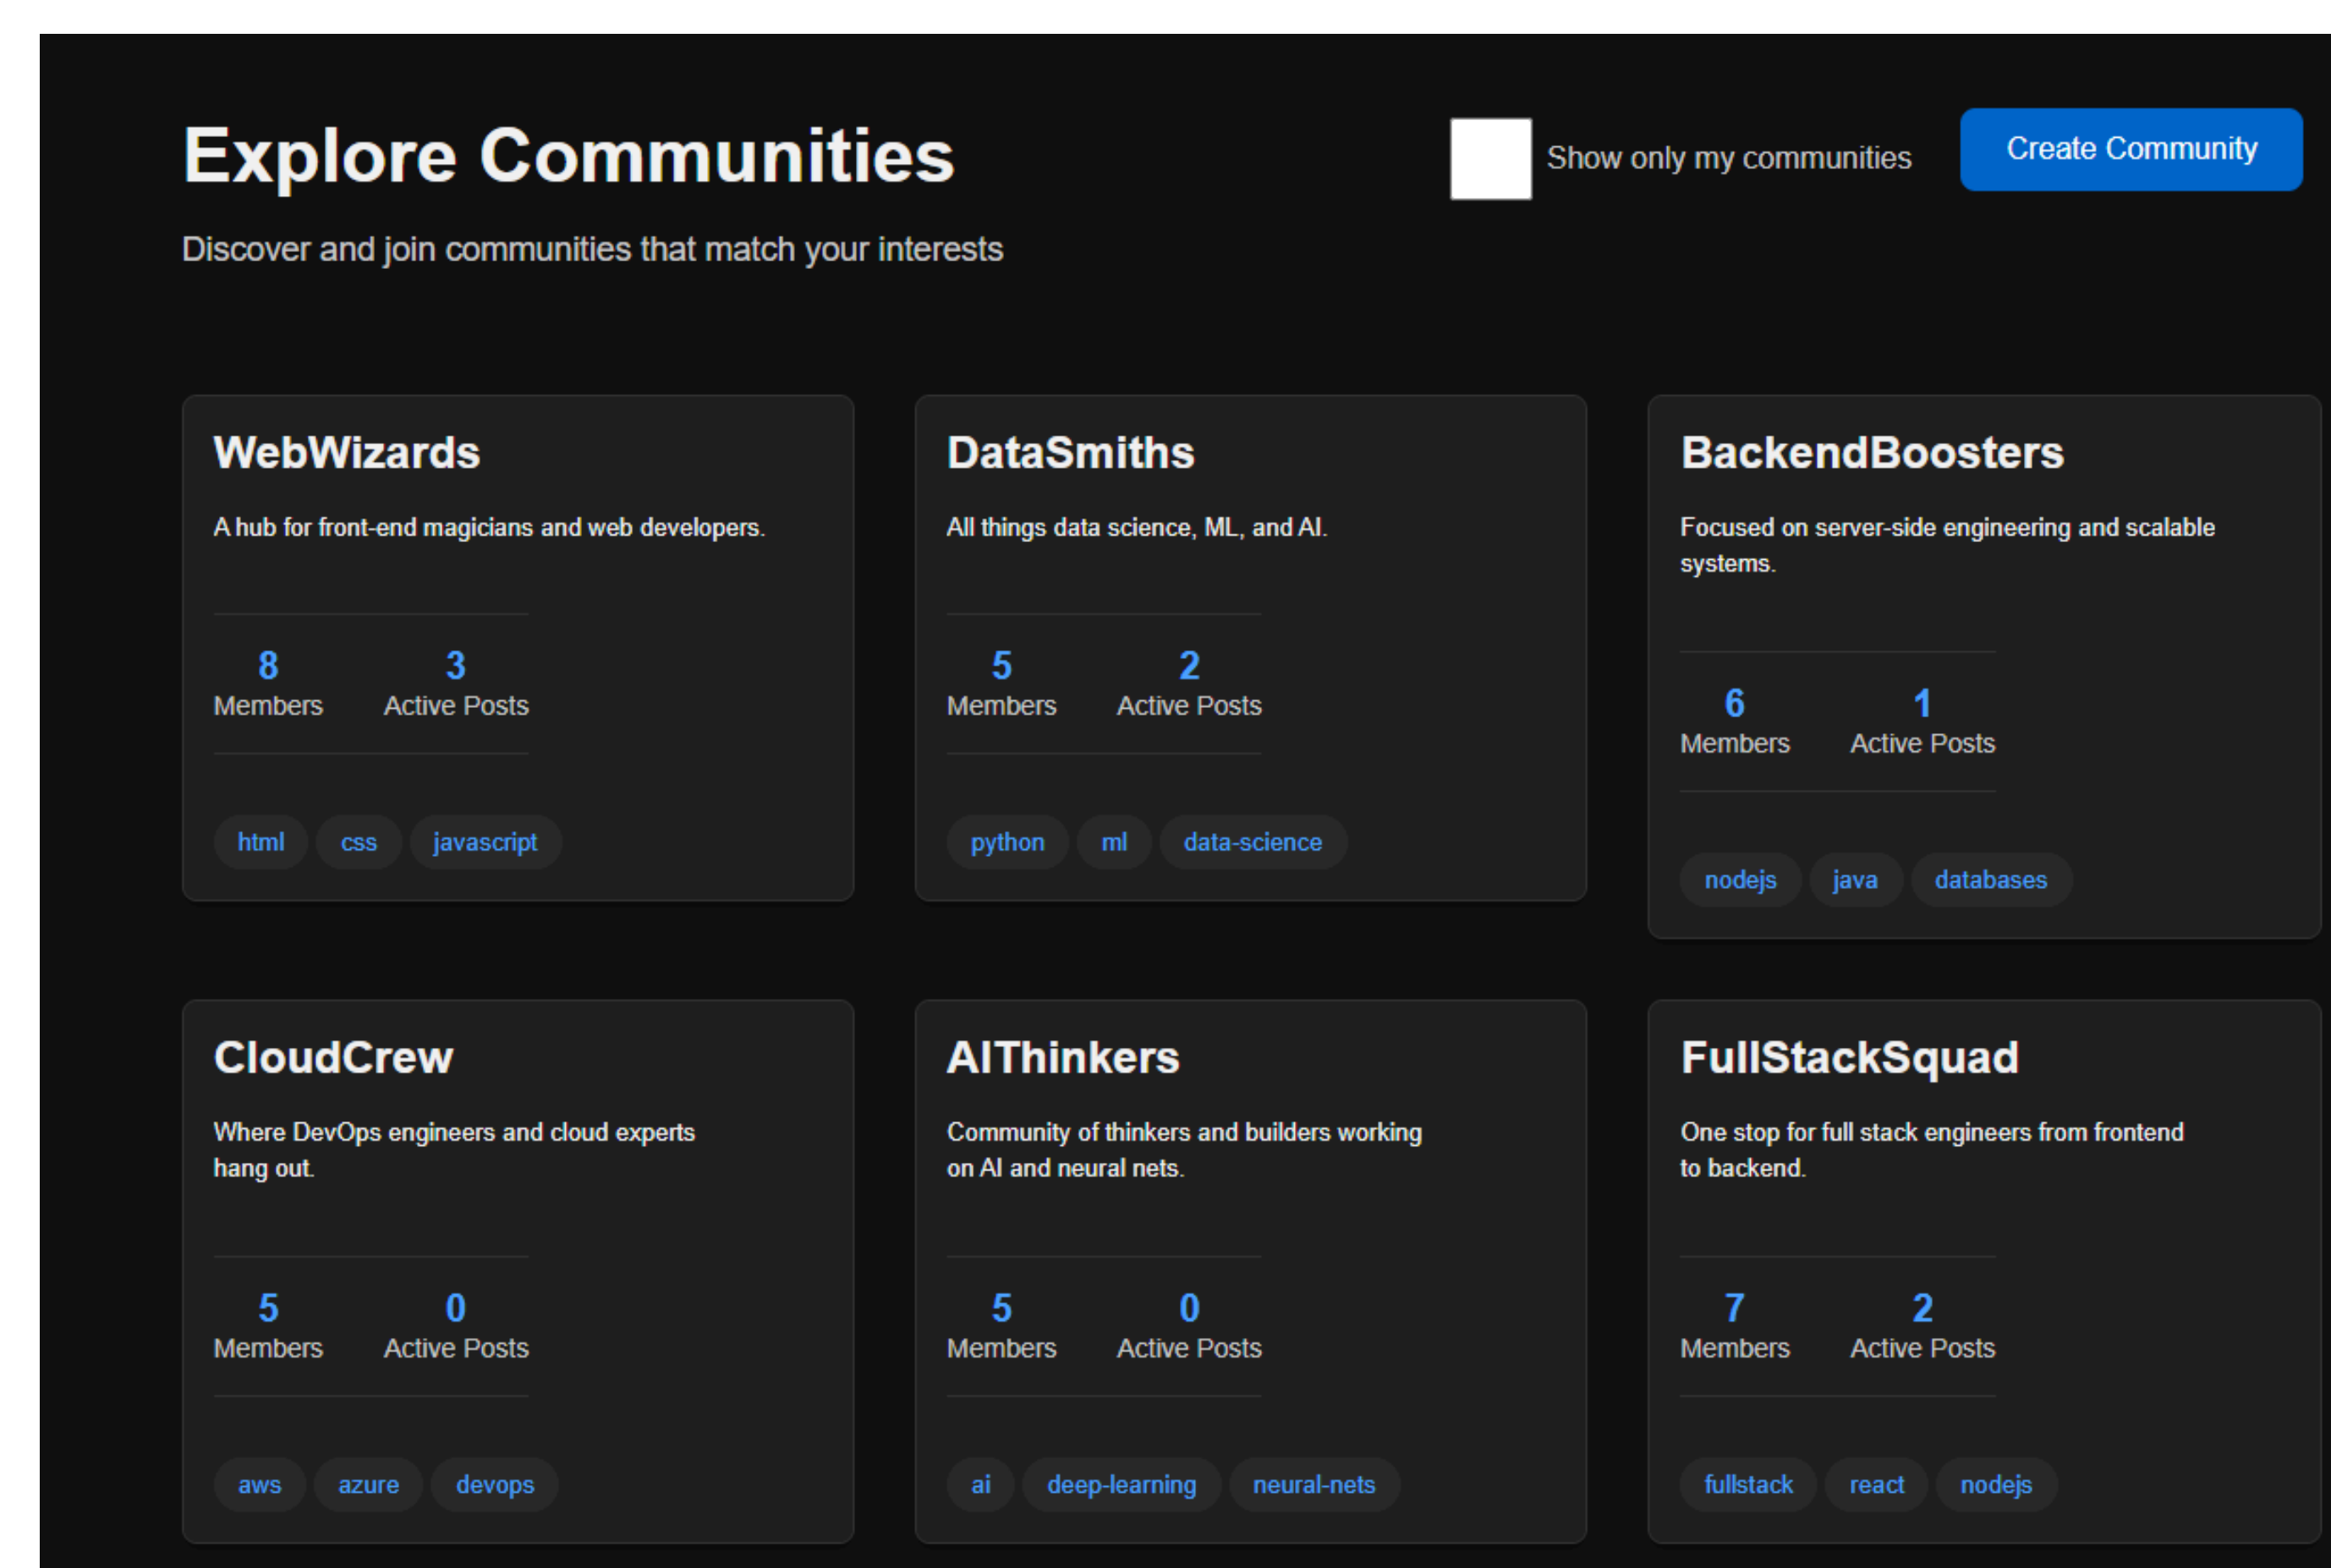 Explore Communities
Show only my communities
Create Community
Discover and join communities that match your interests
WebWizards
A hub for front-end magicians and web developers.
8
Members
3
Active Posts
html
css
javascript
DataSmiths
All things data science, ML, and AI.
5
Members
2
Active Posts
python
ml
data-science
BackendBoosters
Focused on server-side engineering and scalable
systems.
6
Members
1
Active Posts
nodejs
java
databases
CloudCrew
Where DevOps engineers and cloud experts
hang out.
5
Members
0
Active Posts
aws
azure
devops
AIThinkers
Community of thinkers and builders working
on AI and neural nets.
5
Members
0
Active Posts
ai
deep-learning
neural-nets
FullStackSquad
One stop for full stack engineers from frontend
to backend.
7
Members
2
Active Posts
fullstack
react
nodejs